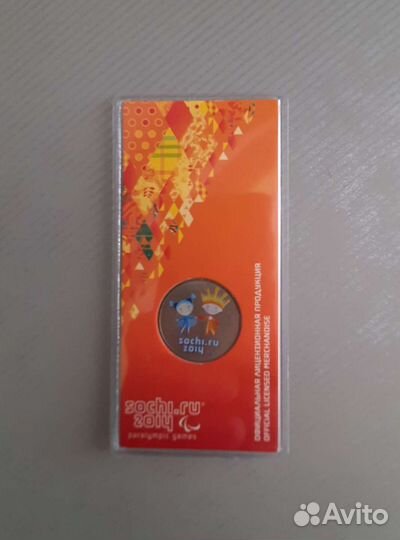 sochi.ru
2014
sochi.ru
2014
paralympic games
ОФИЦИАЛЬНАЯ ЛИЦЕНЗИОННАЯ ПРОДУКЦИЯ
OFFICIAL LICENSED MERCHANDISE
Avito